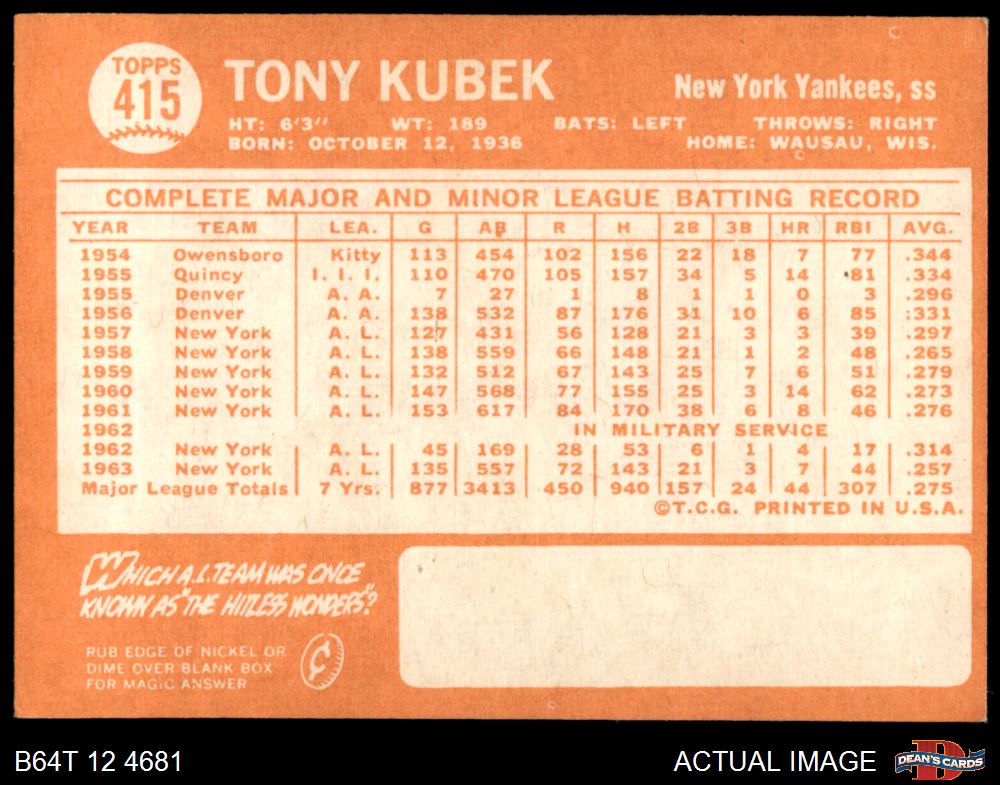 TOPPS
415
TONY KUBEK
New York Yankees, ss
HT: 6'3" WT: 189 BATS: LEFT THROWS: RIGHT
BORN: OCTOBER 12, 1936 HOME: WAUSAU, WIS.
COMPLETE MAJOR AND MINOR LEAGUE BATTING RECORD
YEAR TEAM LEA. G AB R H 2B 3B HR RBI AVG.
1954 Owensboro Kitty 113 454 102 156 22 18 7 77 .344
1955 Quincy I. I. I. 110 470 105 157 34 5 14 81 .334
1955 Denver A. A. 7 27 1 8 1 1 0 3 .296
1956 Denver A. A. 138 532 87 176 31 10 6 85 .331
1957 New York A. L. 127 431 56 128 21 3 3 39 .297
1958 New York A. L. 138 559 66 148 21 1 2 48 .265
1959 New York A. L. 132 512 67 143 25 7 6 51 .279
1960 New York A. L. 147 568 77 155 25 3 14 62 .273
1961 New York A. L. 153 617 84 170 38 6 8 46 .276
1962 IN MILITARY SERVICE
1962 New York A. L. 45 169 28 53 6 1 4 17 .314
1963 New York A. L. 135 557 72 143 21 3 7 44 .257
Major League Totals 7 Yrs. 877 3413 450 940 157 24 44 307 .275
©T.C.G. PRINTED IN U.S.A.
WHICH A.L. TEAM WAS ONCE
KNOWN AS "THE HITLESS WONDERS"?
RUB EDGE OF NICKEL OR
DIME OVER BLANK BOX
FOR MAGIC ANSWER
¢
B64T 12 4681
ACTUAL IMAGE
DEAN'S CARDS